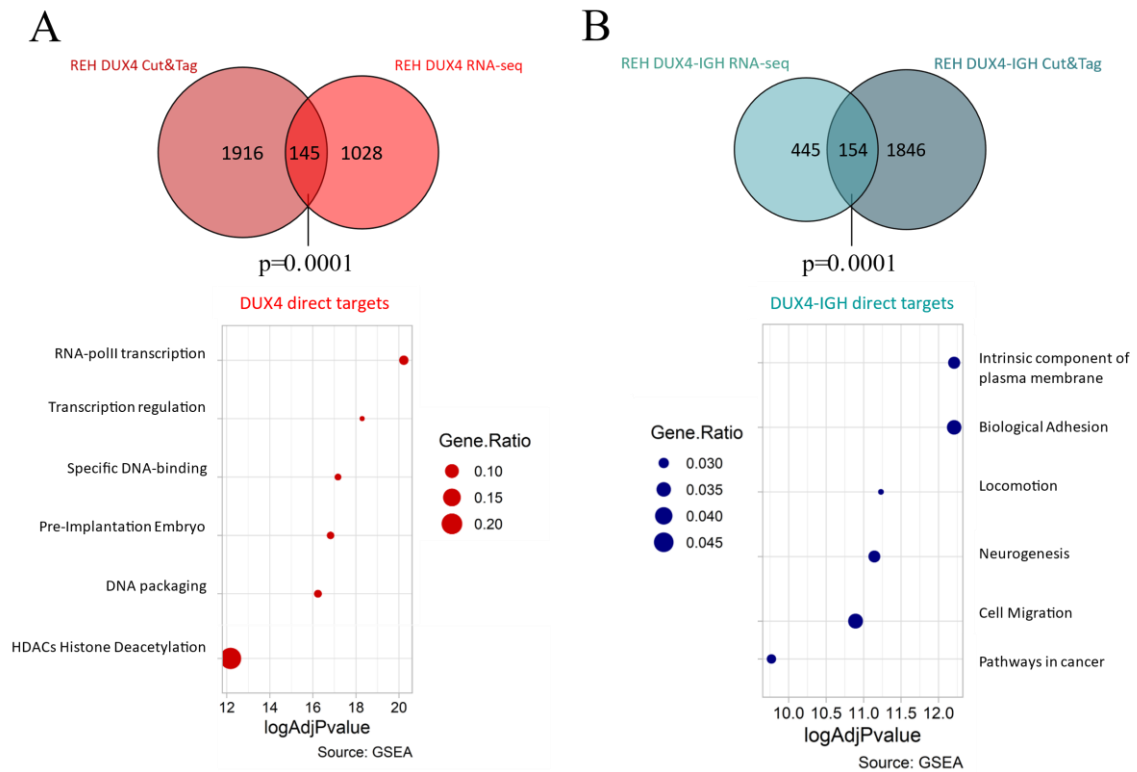 A
REH DUX4 Cut&Tag
REH DUX4 RNA-seq
1916
145
1028
p=0.0001
DUX4 direct targets
RNA-polII transcription
Transcription regulation
Specific DNA-binding
Pre-Implantation Embryo
DNA packaging
HDACs Histone Deacetylation
12 14 16 18 20
logAdjPvalue
Source: GSEA
Gene.Ratio
0.10
0.15
0.20
B
REH DUX4-IGH RNA-seq
REH DUX4-IGH Cut&Tag
445
154
1846
p=0.0001
DUX4-IGH direct targets
Gene.Ratio
0.030
0.035
0.040
0.045
Intrinsic component of
plasma membrane
Biological Adhesion
Locomotion
Neurogenesis
Cell Migration
Pathways in cancer
10.0 10.5 11.0 11.5 12.0
logAdjPvalue
Source: GSEA